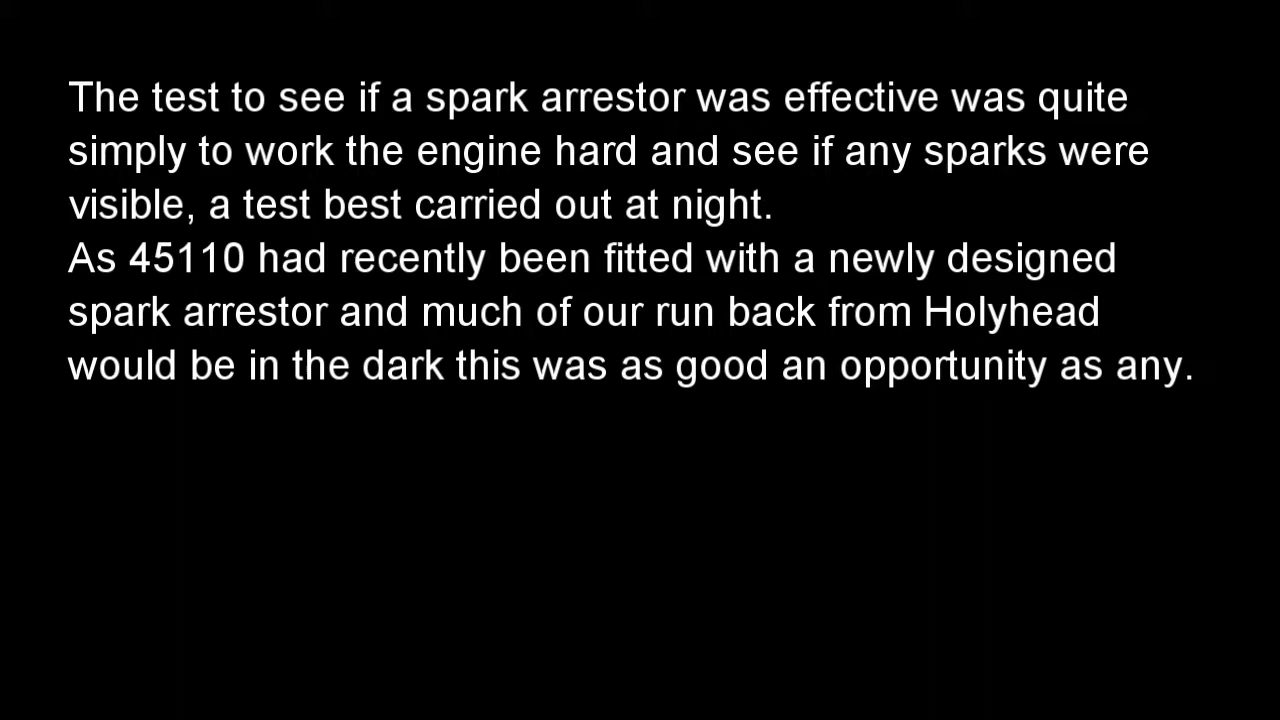 The test to see if a spark arrestor was effective was quite
simply to work the engine hard and see if any sparks were
visible, a test best carried out at night.
As 45110 had recently been fitted with a newly designed
spark arrestor and much of our run back from Holyhead
would be in the dark this was as good an opportunity as any.